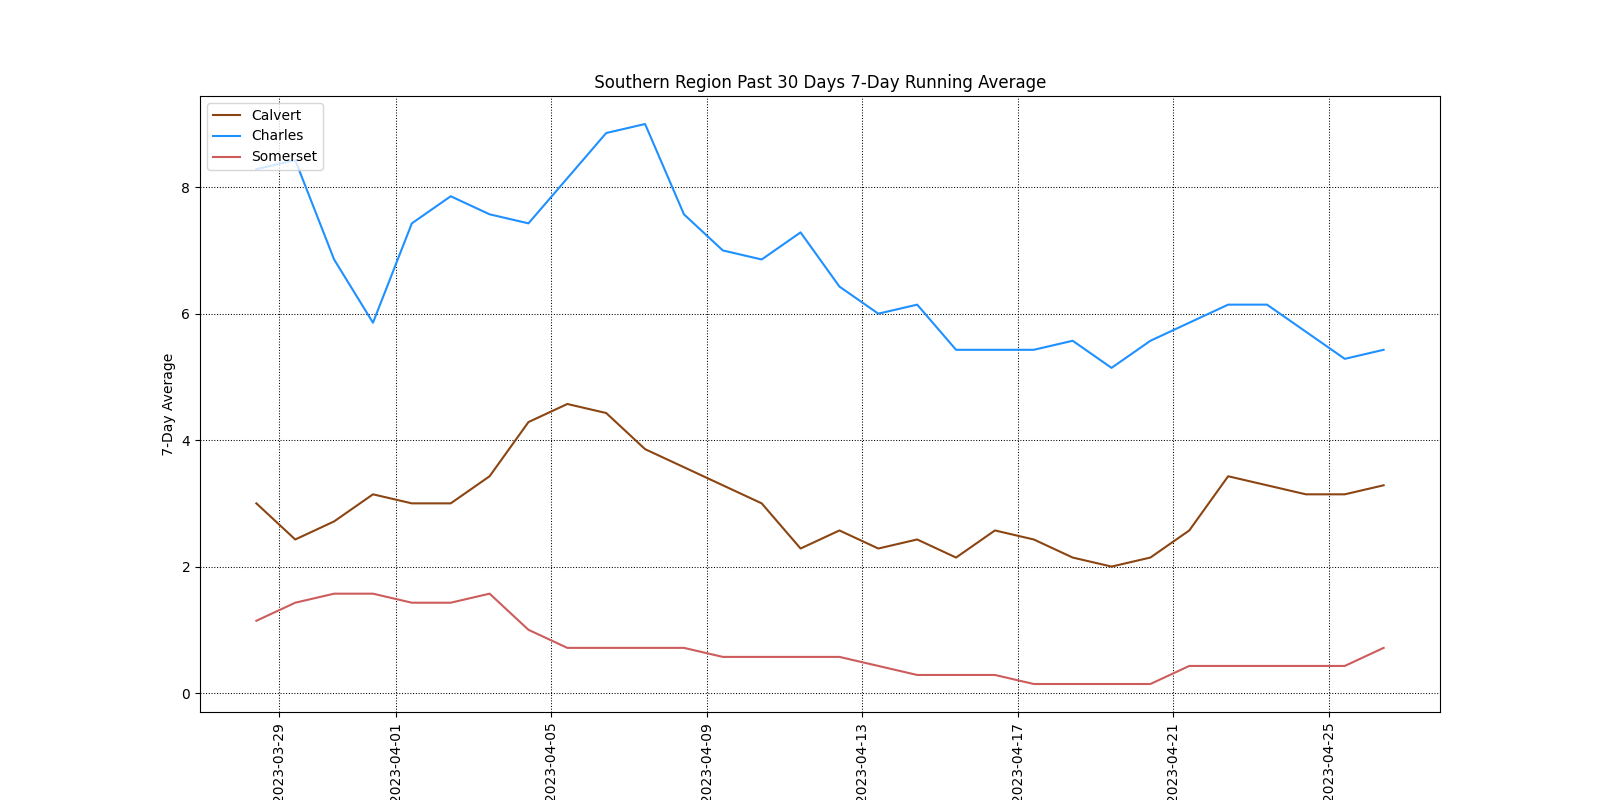 Southern Region Past 30 Days 7-Day Running Average
Calvert
Charles
Somerset
7-Day Average
8
6
4
2
0
2023-03-29
2023-04-01
2023-04-05
2023-04-09
2023-04-13
2023-04-17
2023-04-21
2023-04-25